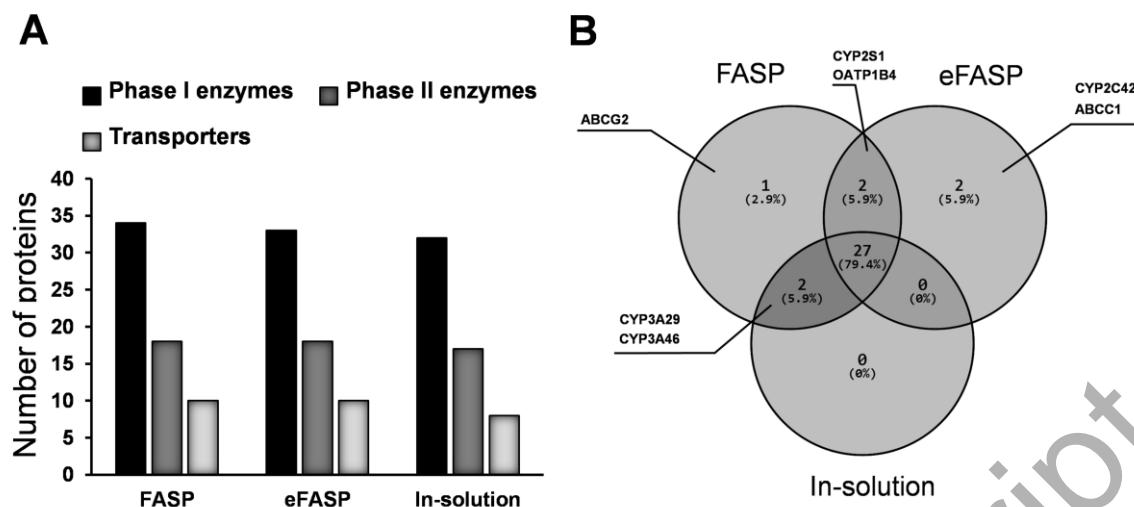 A
Phase I enzymes
Phase II enzymes
Transporters
Number of proteins
40
35
30
25
20
15
10
5
0
FASP
eFASP
In-solution
B
FASP
CYP2S1
OATP1B4
eFASP
CYP2C42
ABCC1
ABCG2
1
(2.9%)
2
(5.9%)
2
(5.9%)
27
(79.4%)
2
(5.9%)
0
(0%)
CYP3A29
CYP3A46
0
(0%)
In-solution
ript